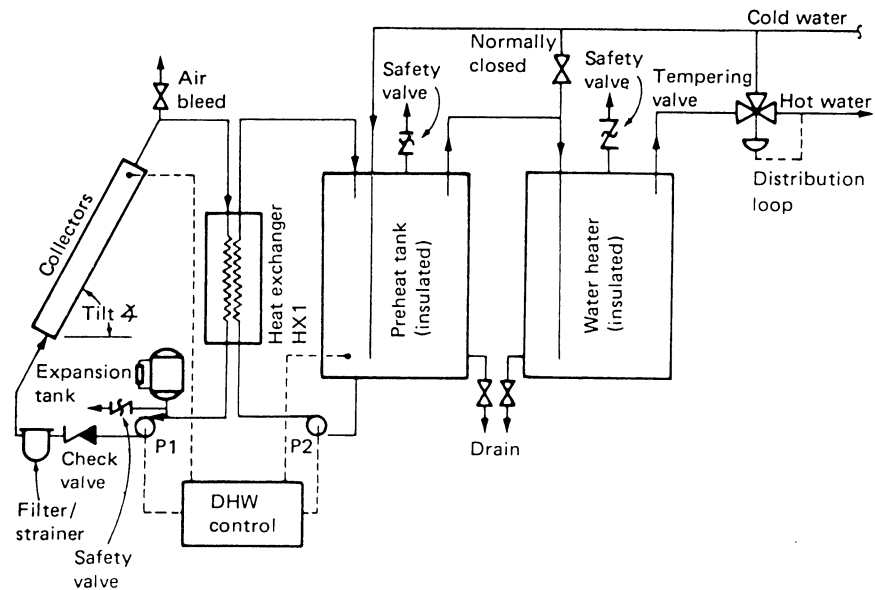 Cold water
Normally
closed
Safety
valve
Safety
valve
Tempering
valve
Hot water
Air
bleed
Distribution
loop
Collectors
Tilt ∡
Heat exchanger
HX1
Preheat tank
(insulated)
Water heater
(insulated)
Expansion
tank
P1
P2
Drain
Check
valve
Filter/
strainer
Safety
valve
DHW
control